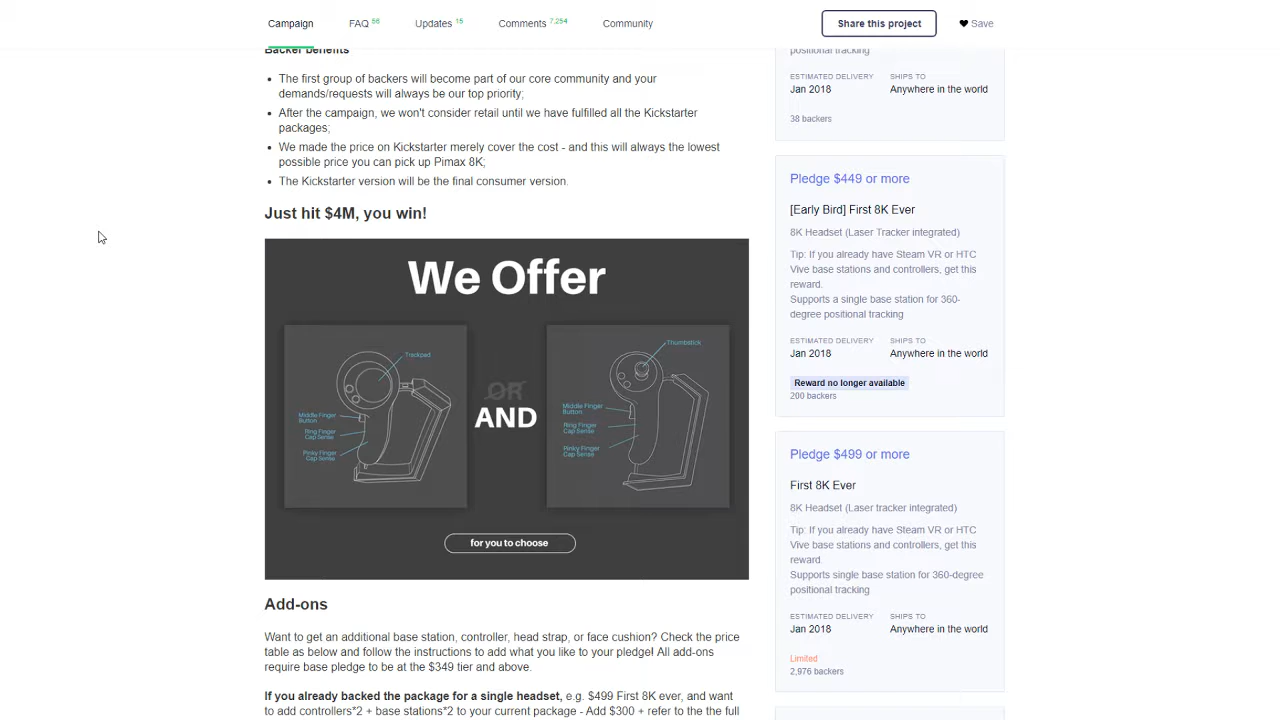 Campaign
FAQ 56
Updates 15
Comments 7,254
Community
Share this project
Save
Backer benefits
The first group of backers will become part of our core community and your
demands/requests will always be our top priority;
After the campaign, we won't consider retail until we have fulfilled all the Kickstarter
packages;
We made the price on Kickstarter merely cover the cost - and this will always the lowest
possible price you can pick up Pimax 8K;
The Kickstarter version will be the final consumer version.
Just hit $4M, you win!
We Offer
Trackpad
Middle Finger
Button
Ring Finger
Cap Sense
Pinky Finger
Cap Sense
OR
AND
Thumbstick
Middle Finger
Button
Ring Finger
Cap Sense
Pinky Finger
Cap Sense
for you to choose
Add-ons
Want to get an additional base station, controller, head strap, or face cushion? Check the price
table as below and follow the instructions to add what you like to your pledge! All add-ons
require base pledge to be at the $349 tier and above.
If you already backed the package for a single headset, e.g. $499 First 8K ever, and want
to add controllers*2 + base stations*2 to your current package - Add $300 + refer to the the full
positional tracking
ESTIMATED DELIVERY
Jan 2018
SHIPS TO
Anywhere in the world
38 backers
Pledge $449 or more
[Early Bird] First 8K Ever
8K Headset (Laser Tracker integrated)
Tip: If you already have Steam VR or HTC
Vive base stations and controllers, get this
reward.
Supports a single base station for 360-
degree positional tracking
ESTIMATED DELIVERY
Jan 2018
SHIPS TO
Anywhere in the world
Reward no longer available
200 backers
Pledge $499 or more
First 8K Ever
8K Headset (Laser tracker integrated)
Tip: If you already have Steam VR or HTC
Vive base stations and controllers, get this
reward.
Supports single base station for 360-degree
positional tracking
ESTIMATED DELIVERY
Jan 2018
SHIPS TO
Anywhere in the world
Limited
2,976 backers